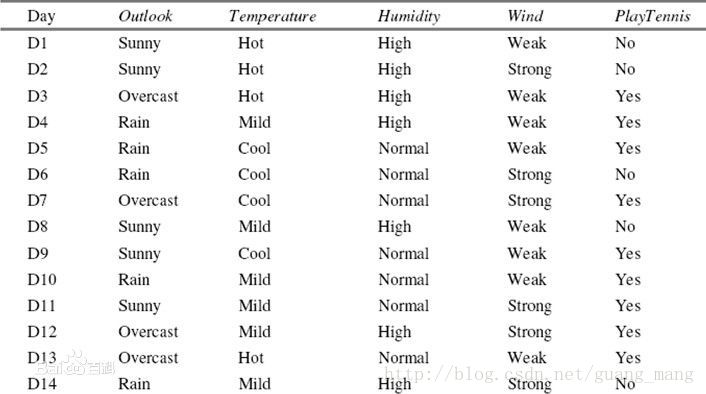 Day Outlook Temperature Humidity Wind PlayTennis
D1 Sunny Hot High Weak No
D2 Sunny Hot High Strong No
D3 Overcast Hot High Weak Yes
D4 Rain Mild High Weak Yes
D5 Rain Cool Normal Weak Yes
D6 Rain Cool Normal Strong No
D7 Overcast Cool Normal Strong Yes
D8 Sunny Mild High Weak No
D9 Sunny Cool Normal Weak Yes
D10 Rain Mild Normal Weak Yes
D11 Sunny Mild Normal Strong Yes
D12 Overcast Mild High Strong Yes
D13 Overcast Hot Normal Weak Yes
Bai百科
http://blog.csdn.net/guang_mang
D14 Rain Mild High Strong No